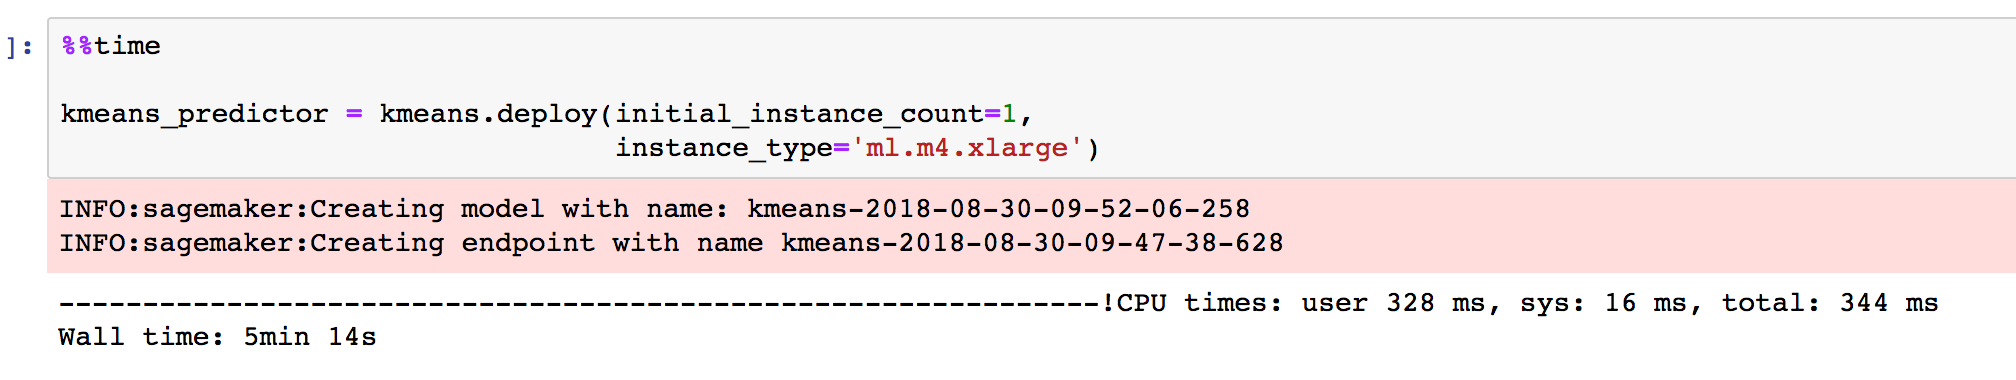 ]:
%%time
kmeans_predictor = kmeans.deploy(initial_instance_count=1,
instance_type='ml.m4.xlarge')
INFO:sagemaker:Creating model with name: kmeans-2018-08-30-09-52-06-258
INFO:sagemaker:Creating endpoint with name kmeans-2018-08-30-09-47-38-628
--------------------------------------------------------------!CPU times: user 328 ms, sys: 16 ms, total: 344 ms
Wall time: 5min 14s